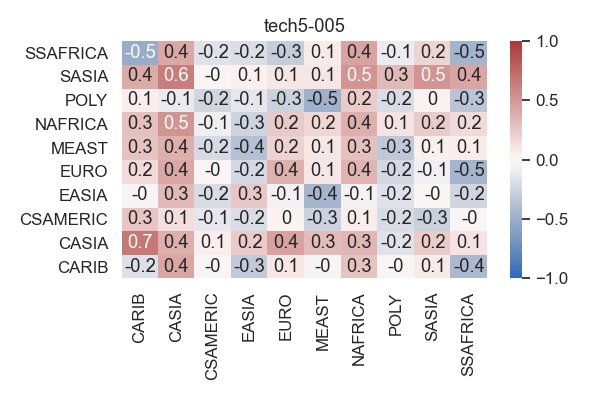 tech5-005
SSAFRICA -0.5 0.4 -0.2 -0.2 -0.3 0.1 0.4 -0.1 0.2 -0.5
SASIA 0.4 0.6 -0 0.1 0.1 0.1 0.5 0.3 0.5 0.4
POLY 0.1 -0.1 -0.2 -0.1 -0.3 -0.5 0.2 -0.2 0 -0.3
NAFRICA 0.3 0.5 -0.1 -0.3 0.2 0.2 0.4 0.1 0.2 0.2
MEAST 0.3 0.4 -0.2 -0.4 0.2 0.1 0.3 -0.3 0.1 0.1
EURO 0.2 0.4 -0 -0.2 0.4 0.1 0.4 -0.2 -0.1 -0.5
EASIA -0 0.3 -0.2 0.3 -0.1 -0.4 -0.1 -0.2 -0 -0.2
CSAMERIC 0.3 0.1 -0.1 -0.2 0 -0.3 0.1 -0.2 -0.3 -0
CASIA 0.7 0.4 0.1 0.2 0.4 0.3 0.3 -0.2 0.2 0.1
CARIB -0.2 0.4 -0 -0.3 0.1 -0 0.3 -0 0.1 -0.4
CARIB
CASIA
CSAMERIC
EASIA
EURO
MEAST
NAFRICA
POLY
SASIA
SSAFRICA
1.0
0.5
0.0
−0.5
−1.0